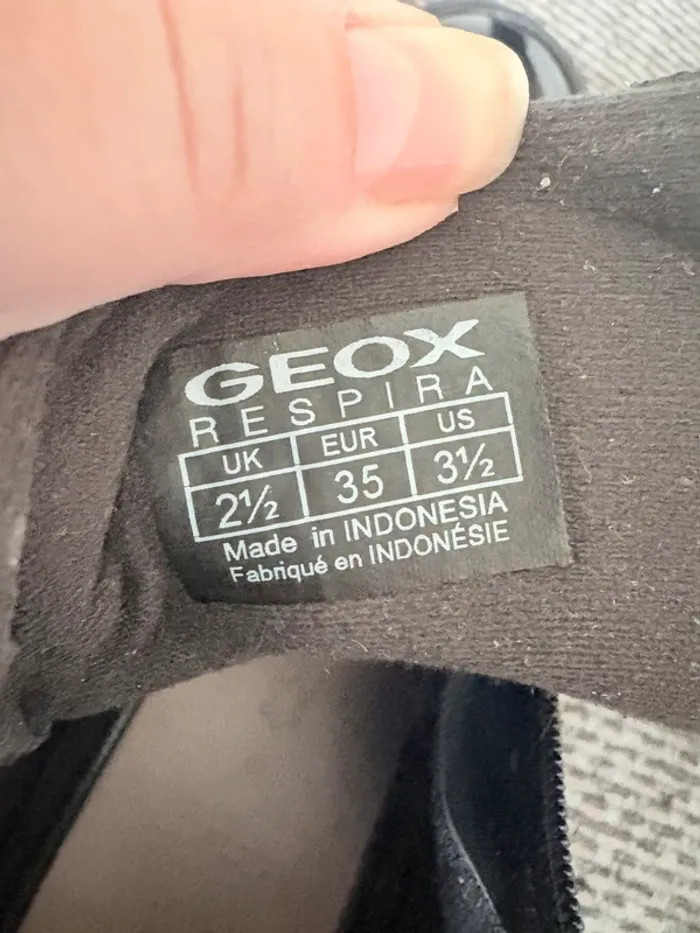 GEOX
RESPIRA
UK EUR US
2½ 35 3½
Made in INDONESIA
Fabriqué en INDONÉSIE